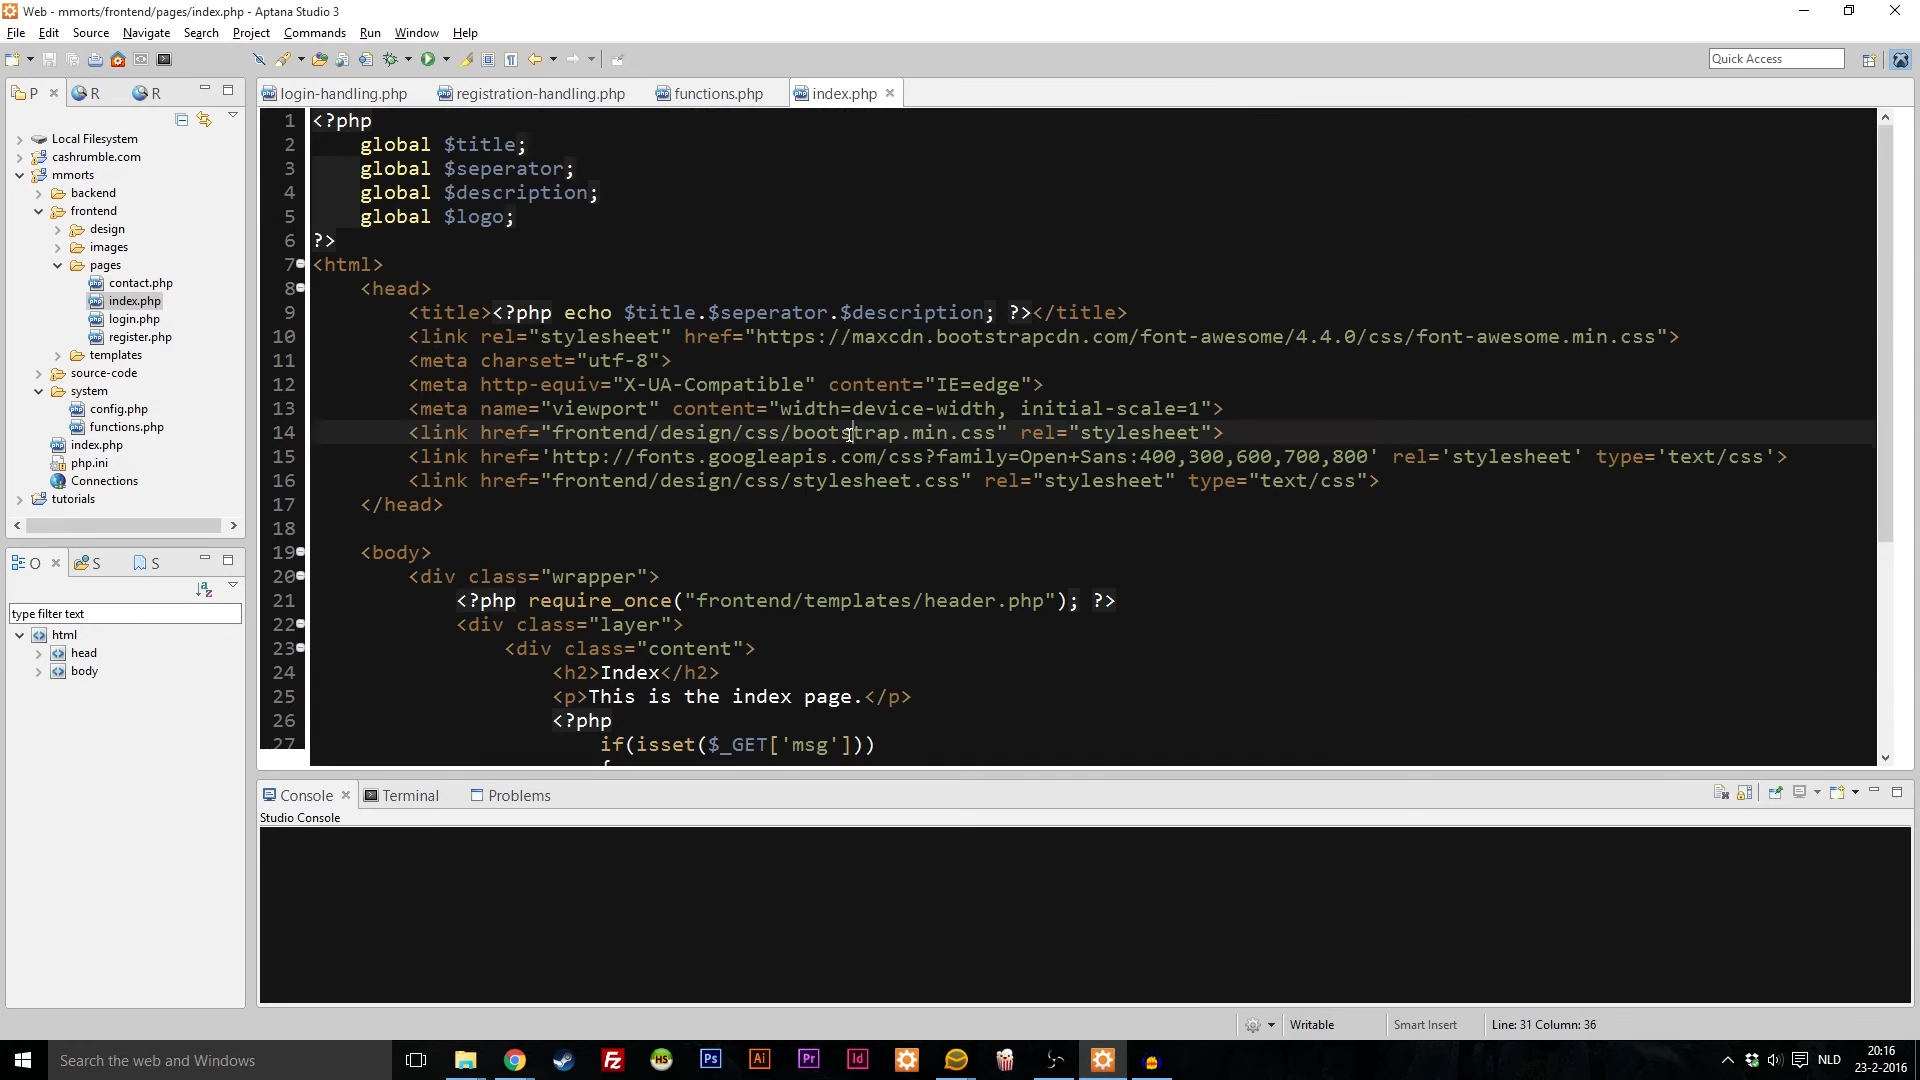 Web - mmorts/frontend/pages/index.php - Aptana Studio 3
File Edit Source Search Navigate Project Commands Run Window Help
Quick Access
P R R
login-handling.php registration-handling.php functions.php index.php
Local Filesystem
cashrumble.com
mmorts
backend
frontend
design
images
pages
contact.php
index.php
login.php
register.php
templates
source-code
system
config.php
functions.php
index.php
php.ini
Connections
tutorials
O S S
type filter text
html
head
body
1 <?php
2 global $title;
3 global $seperator;
4 global $description;
5 global $logo;
6 ?>
7 <html>
8 <head>
9 <title><?php echo $title.$seperator.$description; ?></title>
10 <link rel="stylesheet" href="https://maxcdn.bootstrapcdn.com/font-awesome/4.4.0/css/font-awesome.min.css">
11 <meta charset="utf-8">
12 <meta http-equiv="X-UA-Compatible" content="IE=edge">
13 <meta name="viewport" content="width=device-width, initial-scale=1">
14 <link href="frontend/design/css/bootstrap.min.css" rel="stylesheet">
15 <link href='http://fonts.googleapis.com/css?family=Open+Sans:400,300,600,700,800' rel='stylesheet' type='text/css'>
16 <link href="frontend/design/css/stylesheet.css" rel="stylesheet" type="text/css">
17 </head>
18
19 <body>
20 <div class="wrapper">
21 <?php require_once("frontend/templates/header.php"); ?>
22 <div class="layer">
23 <div class="content">
24 <h2>Index</h2>
25 <p>This is the index page.</p>
26 <?php
27 if(isset($_GET['msg']))
{
Console Terminal Problems
Studio Console
Writable Smart Insert Line: 31 Column: 36
Search the web and Windows
HS Ps Ai Pr Id
NLD
20:16
23-2-2016